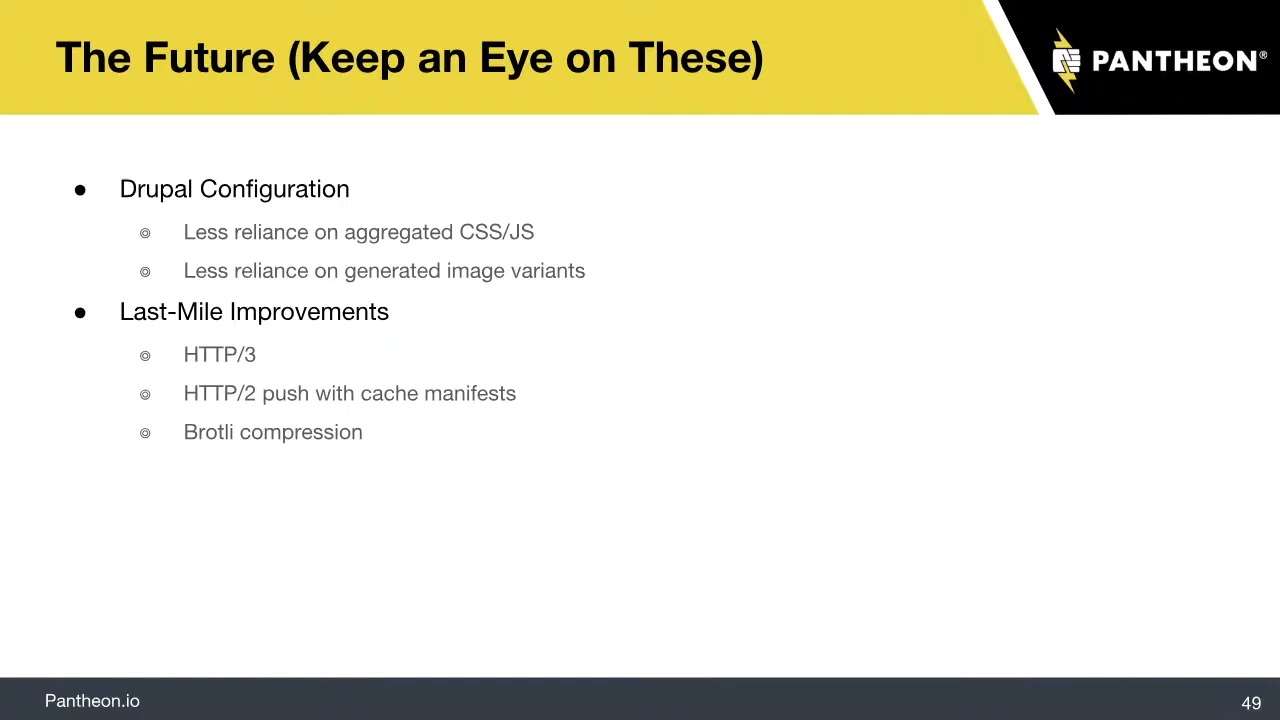 The Future (Keep an Eye on These)
PANTHEON®
● Drupal Configuration
◎ Less reliance on aggregated CSS/JS
◎ Less reliance on generated image variants
● Last-Mile Improvements
◎ HTTP/3
◎ HTTP/2 push with cache manifests
◎ Brotli compression
Pantheon.io
49